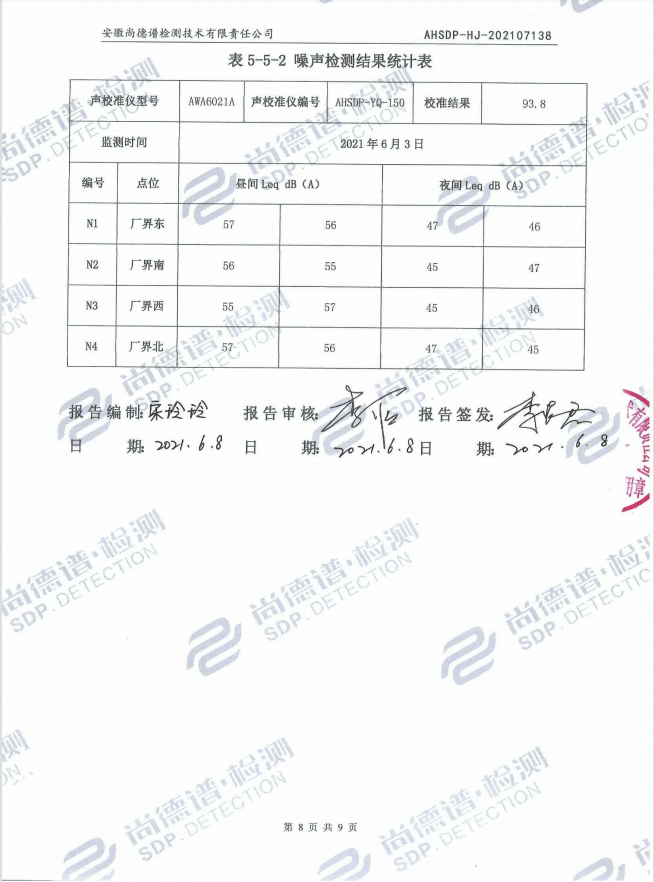 安徽尚德谱检测技术有限责任公司 AHSDP-HJ-202107138
表 5-5-2 噪声检测结果统计表
声校准仪型号 AWA6021A 声校准仪编号 AHSDP-YQ-150 校准结果 93.8
监测时间 2021 年 6 月 3 日
编号 点位 昼间 Leq dB（A） 夜间 Leq dB（A）
N1 厂界东 57 56 47 46
N2 厂界南 56 55 45 47
N3 厂界西 55 57 45 46
N4 厂界北 57 56 47 45
报告编制: 报告审核: 报告签发:
日 期: 2021.6.8 日 期: 2021.6.8 日 期: 2021.6.8
尚德谱·检测
SDP.DETECTION
第 8 页 共 9 页